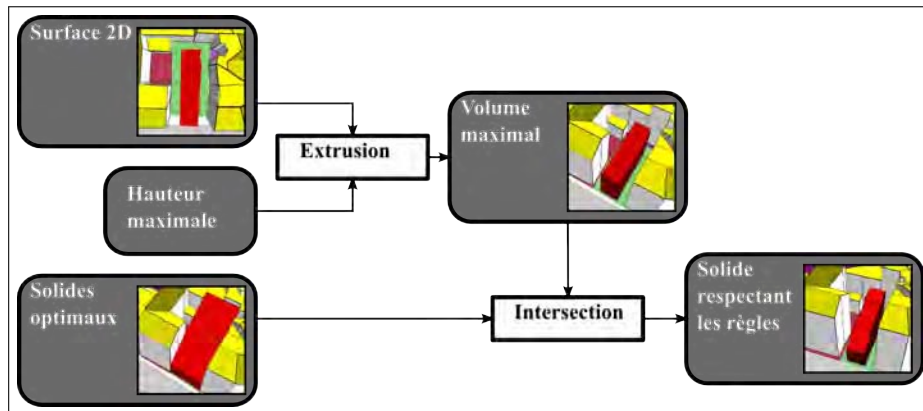 Surface 2D
Extrusion
Volume
maximal
Hauteur
maximale
Solides
optimaux
Intersection
Solide
respectant
les règles